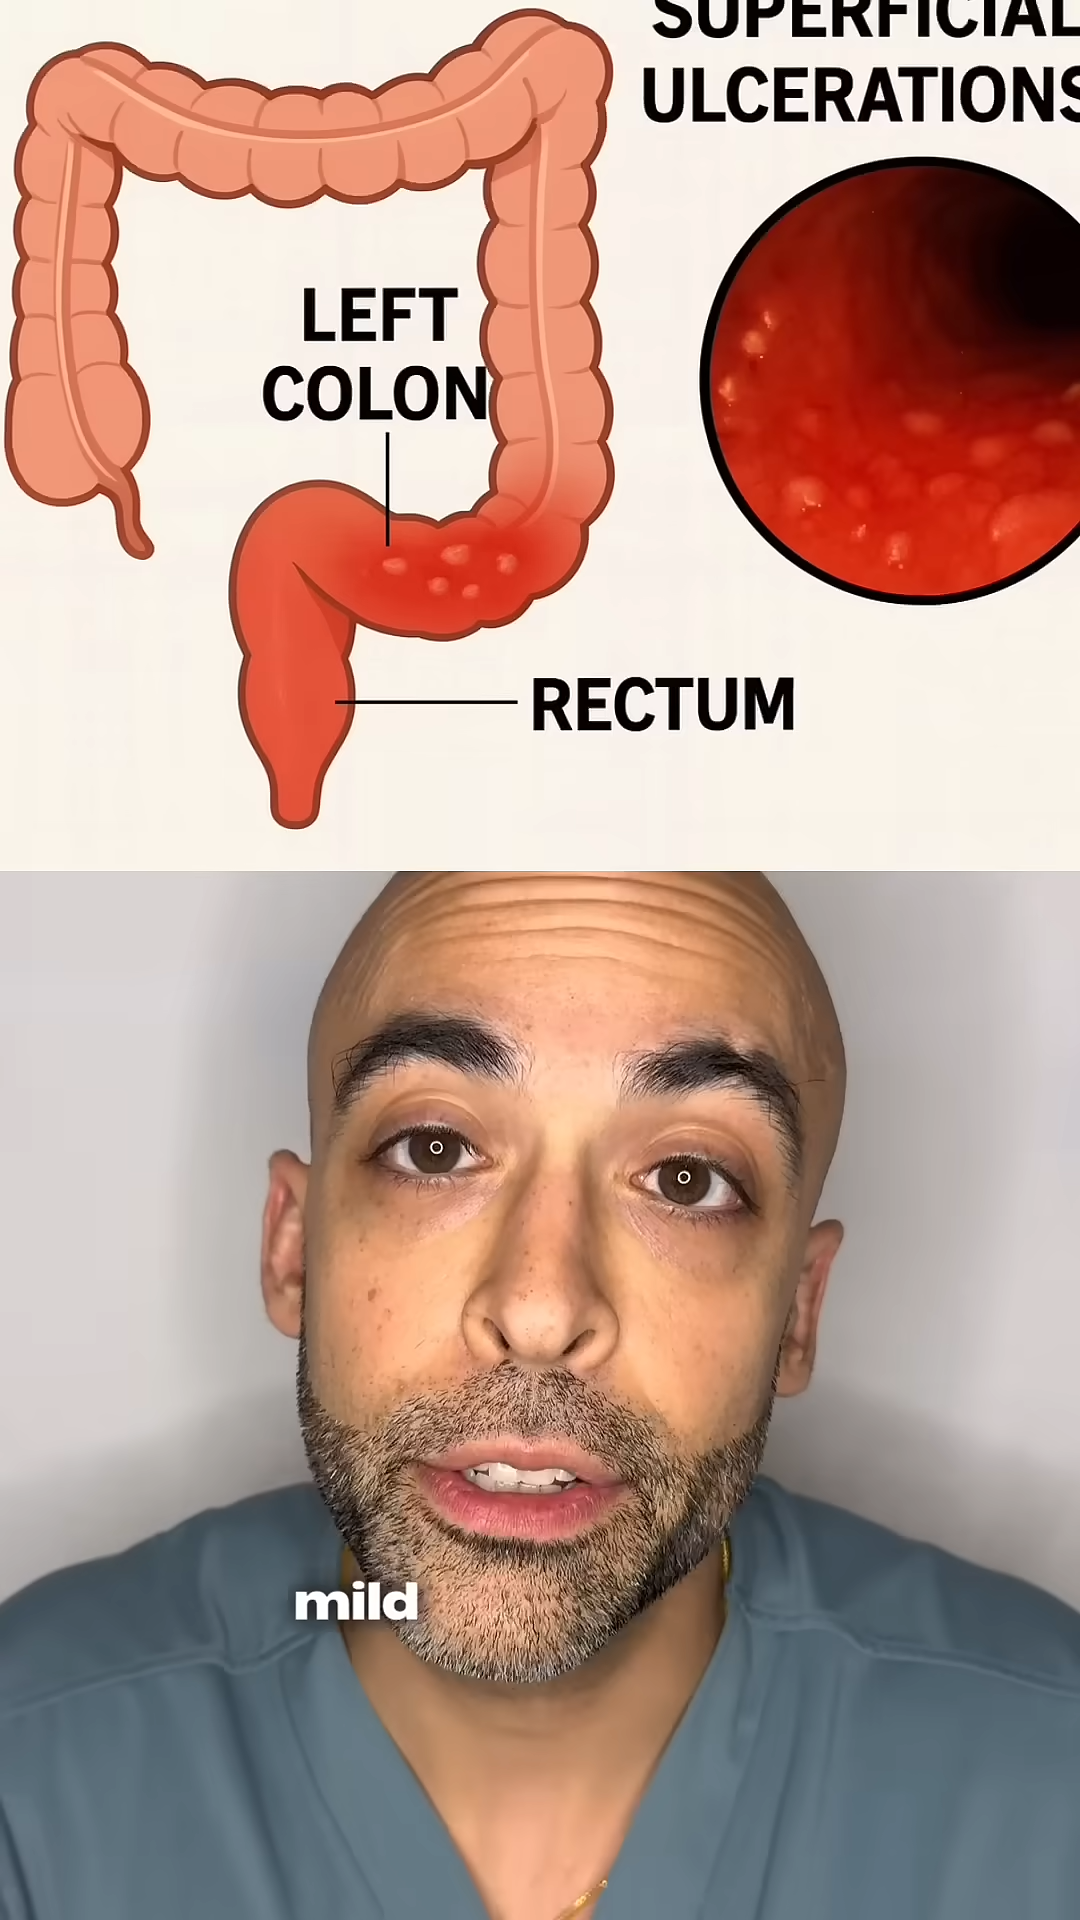 SUPERFICIAL
ULCERATIONS
LEFT
COLON
RECTUM
mild